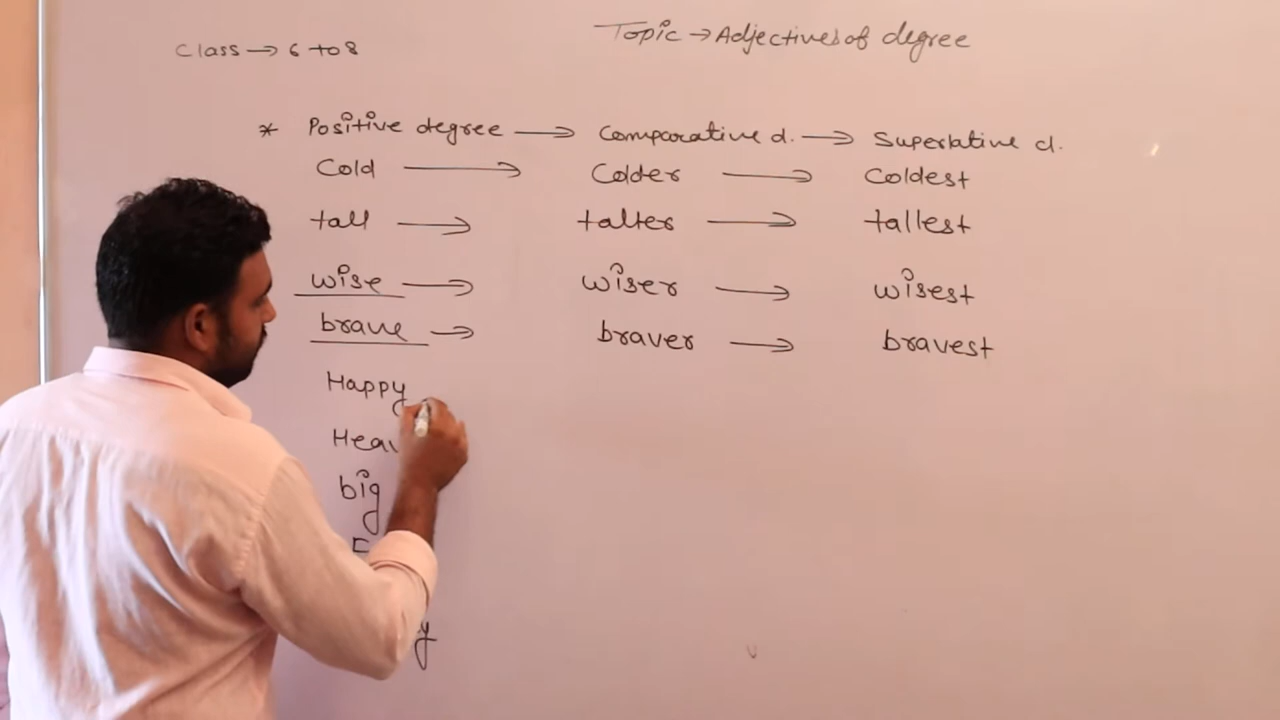 Class → 6 to 8
Topic → Adjectives of degree
* Positive degree → Comparative d. → Superlative d.
Cold → Colder → Coldest
tall → taller → tallest
wise → wiser → wisest
brave → braver → bravest
Happy
big